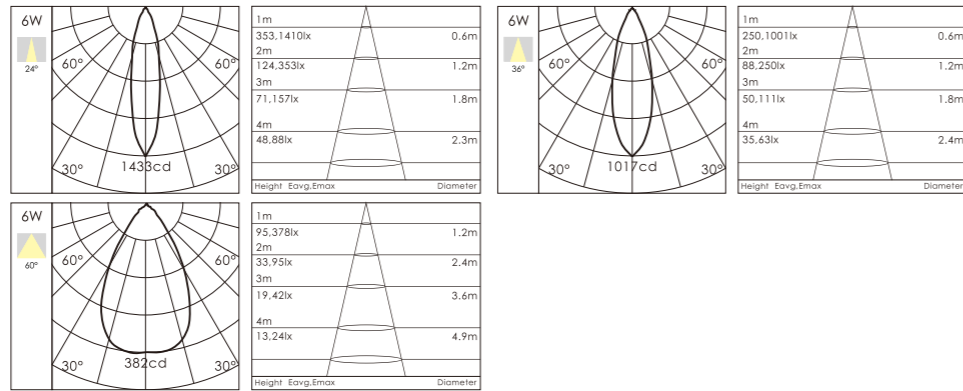 6W
24°
60°
60°
30°
1433cd
30°
1m
353,1410lx 0.6m
2m
124,353lx 1.2m
3m
71,157lx 1.8m
4m
48,88lx 2.3m
Height Eavg,Emax Diameter
6W
36°
60°
60°
30°
1017cd
30°
1m
250,1001lx 0.6m
2m
88,250lx 1.2m
3m
50,111lx 1.8m
4m
35,63lx 2.4m
Height Eavg,Emax Diameter
6W
60°
60°
60°
30°
382cd
30°
1m
95,378lx 1.2m
2m
33,95lx 2.4m
3m
19,42lx 3.6m
4m
13,24lx 4.9m
Height Eavg,Emax Diameter